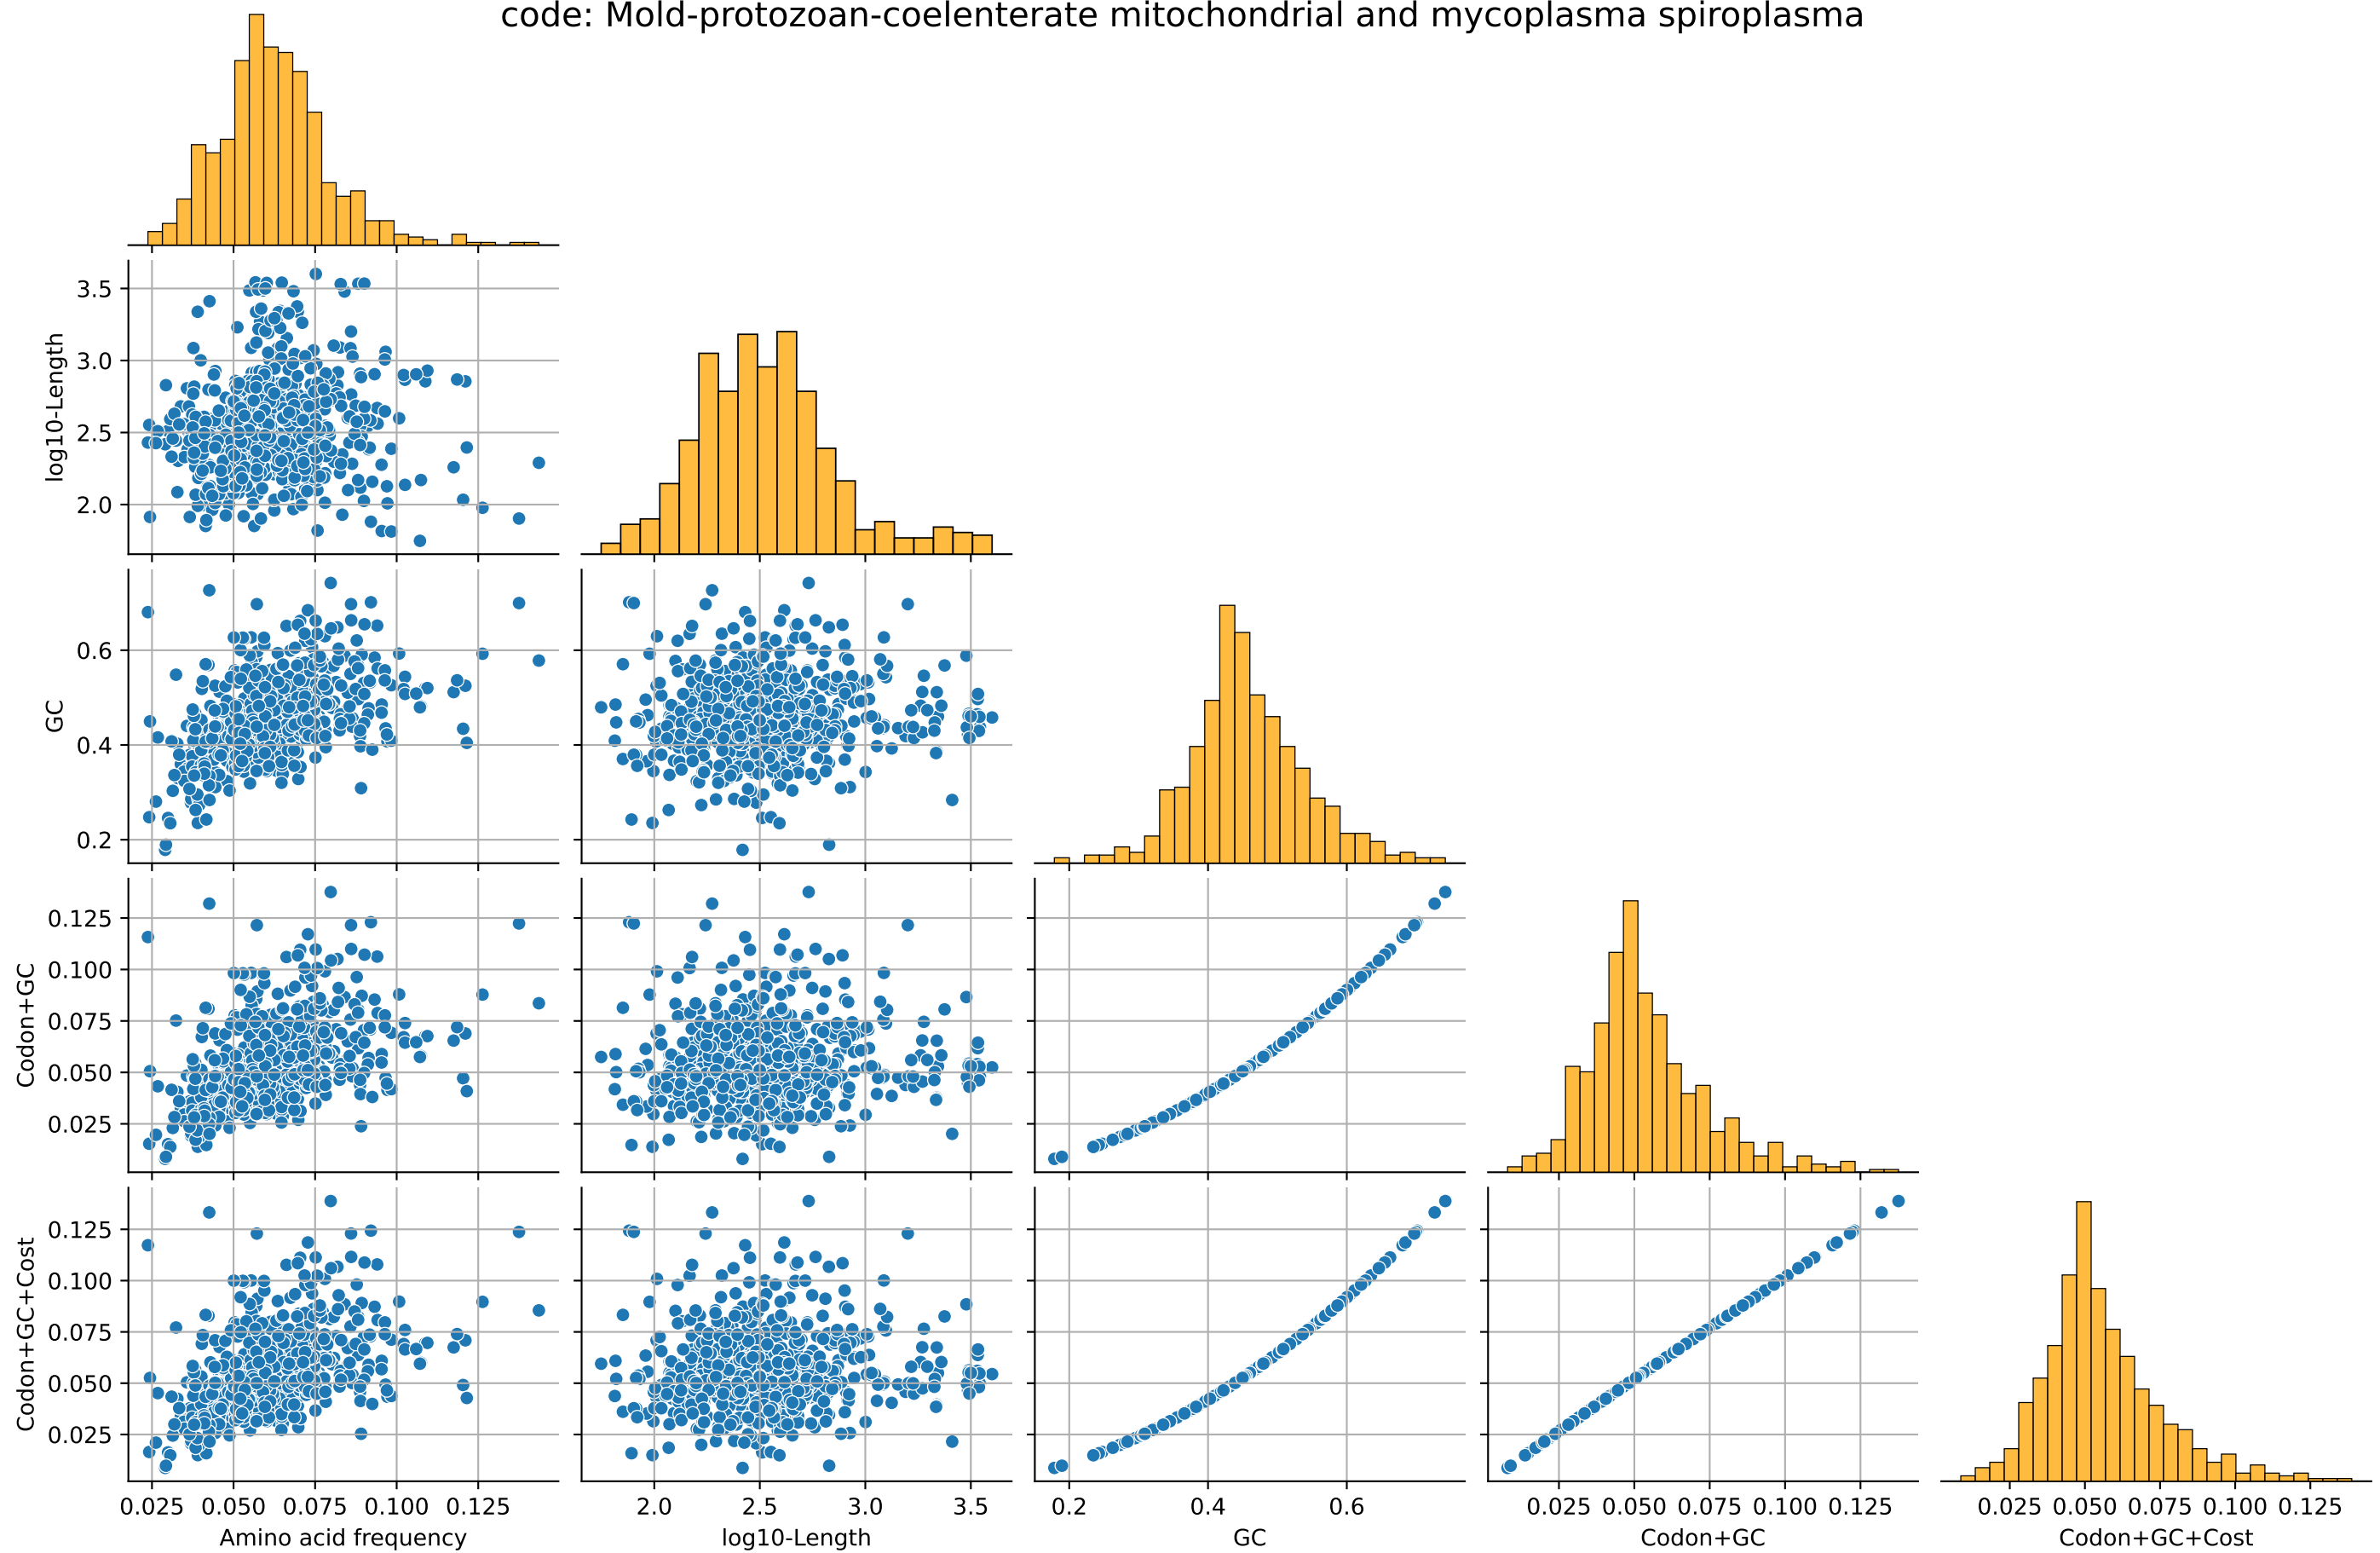 code: Mold-protozoan-coelenterate mitochondrial and mycoplasma spiroplasma
log10-Length
3.5
3.0
2.5
2.0
GC
0.6
0.4
0.2
Codon+GC
0.125
0.100
0.075
0.050
0.025
Codon+GC+Cost
0.125
0.100
0.075
0.050
0.025
0.025 0.050 0.075 0.100 0.125 2.0 2.5 3.0 3.5 0.2 0.4 0.6 0.025 0.050 0.075 0.100 0.125 0.025 0.050 0.075 0.100 0.125
Amino acid frequency log10-Length GC Codon+GC Codon+GC+Cost